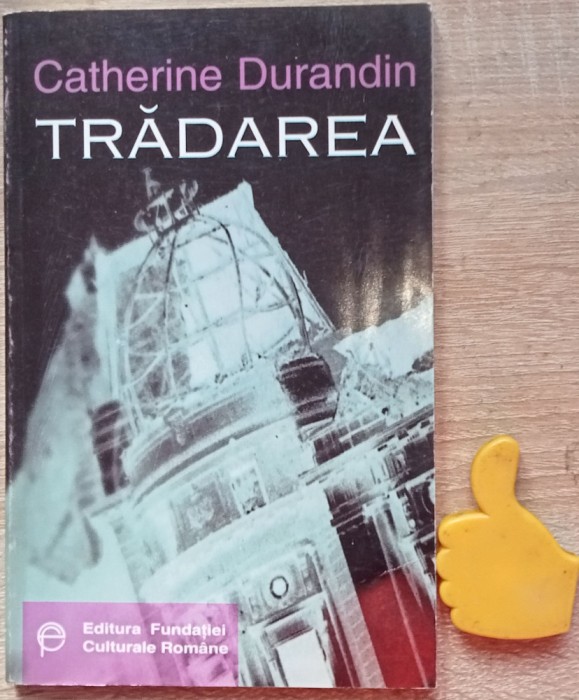 Catherine Durandin
TRĂDAREA
Editura Fundației
Culturale Române